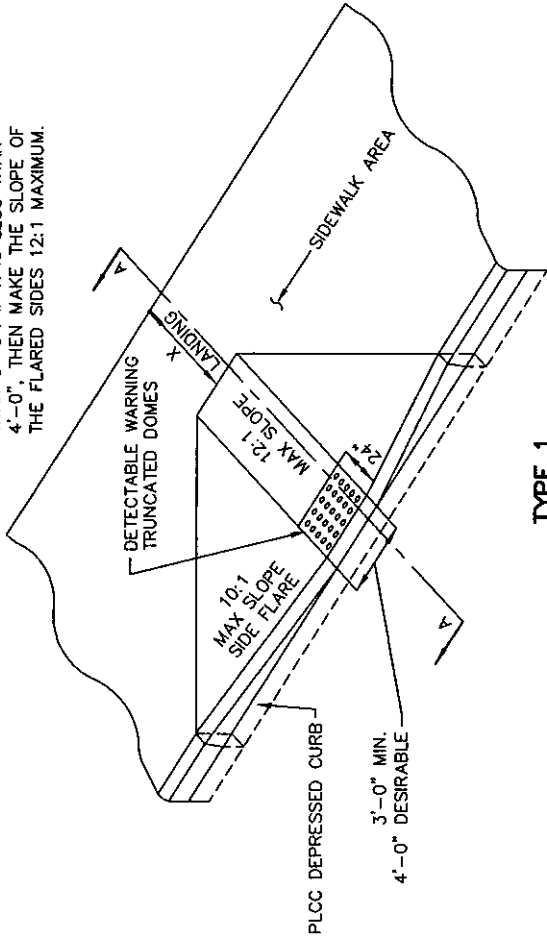 4'-0", THEN MAKE THE SLOPE OF
THE FLARED SIDES 12:1 MAXIMUM.
DETECTABLE WARNING
TRUNCATED DOMES
A
X
LANDING
12:1
MAX SLOPE
SIDEWALK AREA
10:1
MAX SLOPE
SIDE FLARE
24"
A
PLCC DEPRESSED CURB
3'-0" MIN.
4'-0" DESIRABLE
TYPE 1